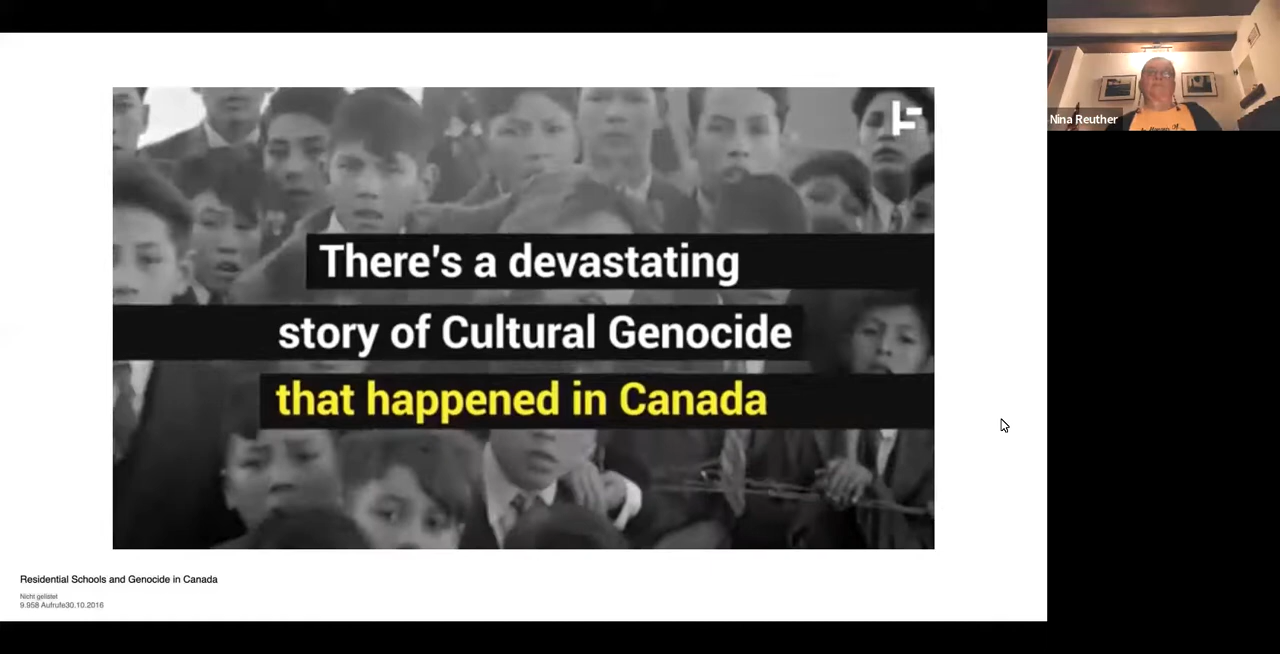 There's a devastating
story of Cultural Genocide
that happened in Canada
Nina Reuther
Residential Schools and Genocide in Canada
Nicht gelistet
9.958 Aufrufe30.10.2016